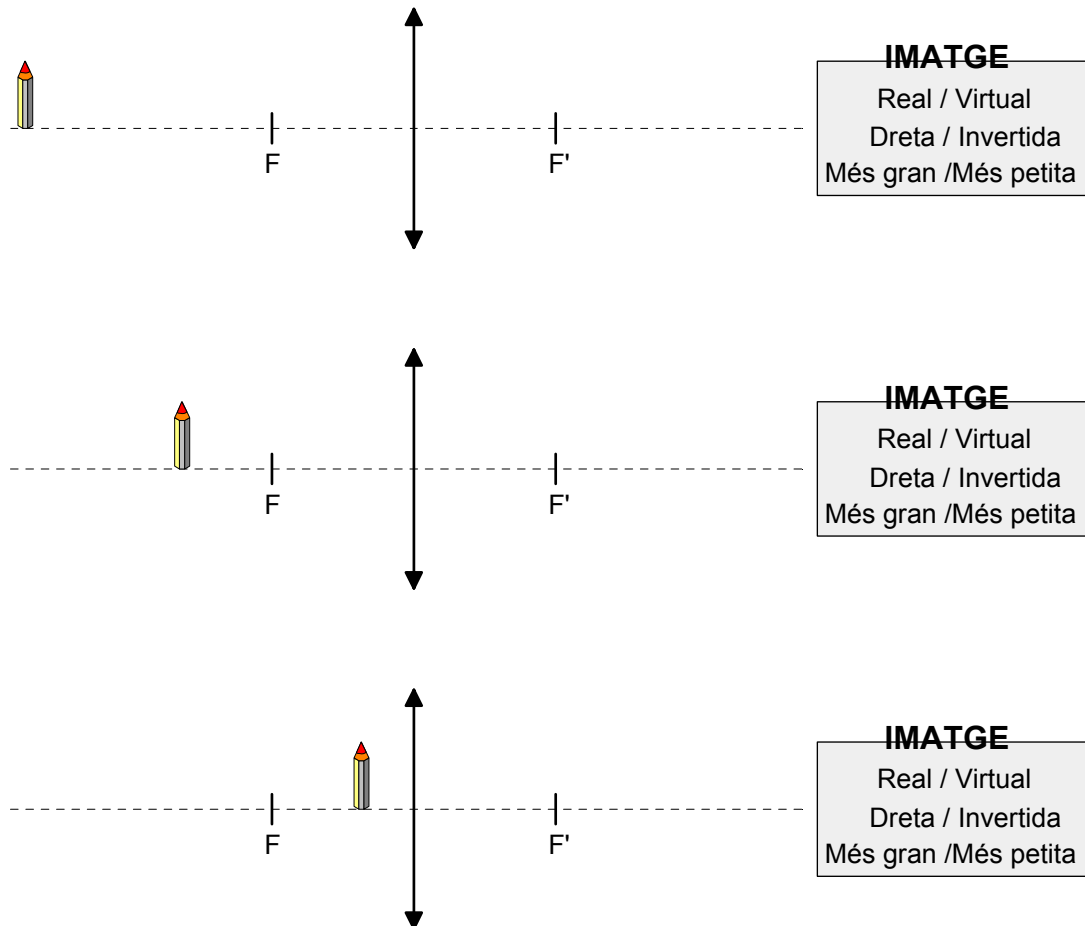 IMATGE
Real / Virtual
Dreta / Invertida
Més gran /Més petita
F
F'
IMATGE
Real / Virtual
Dreta / Invertida
Més gran /Més petita
F
F'
IMATGE
Real / Virtual
Dreta / Invertida
Més gran /Més petita
F
F'